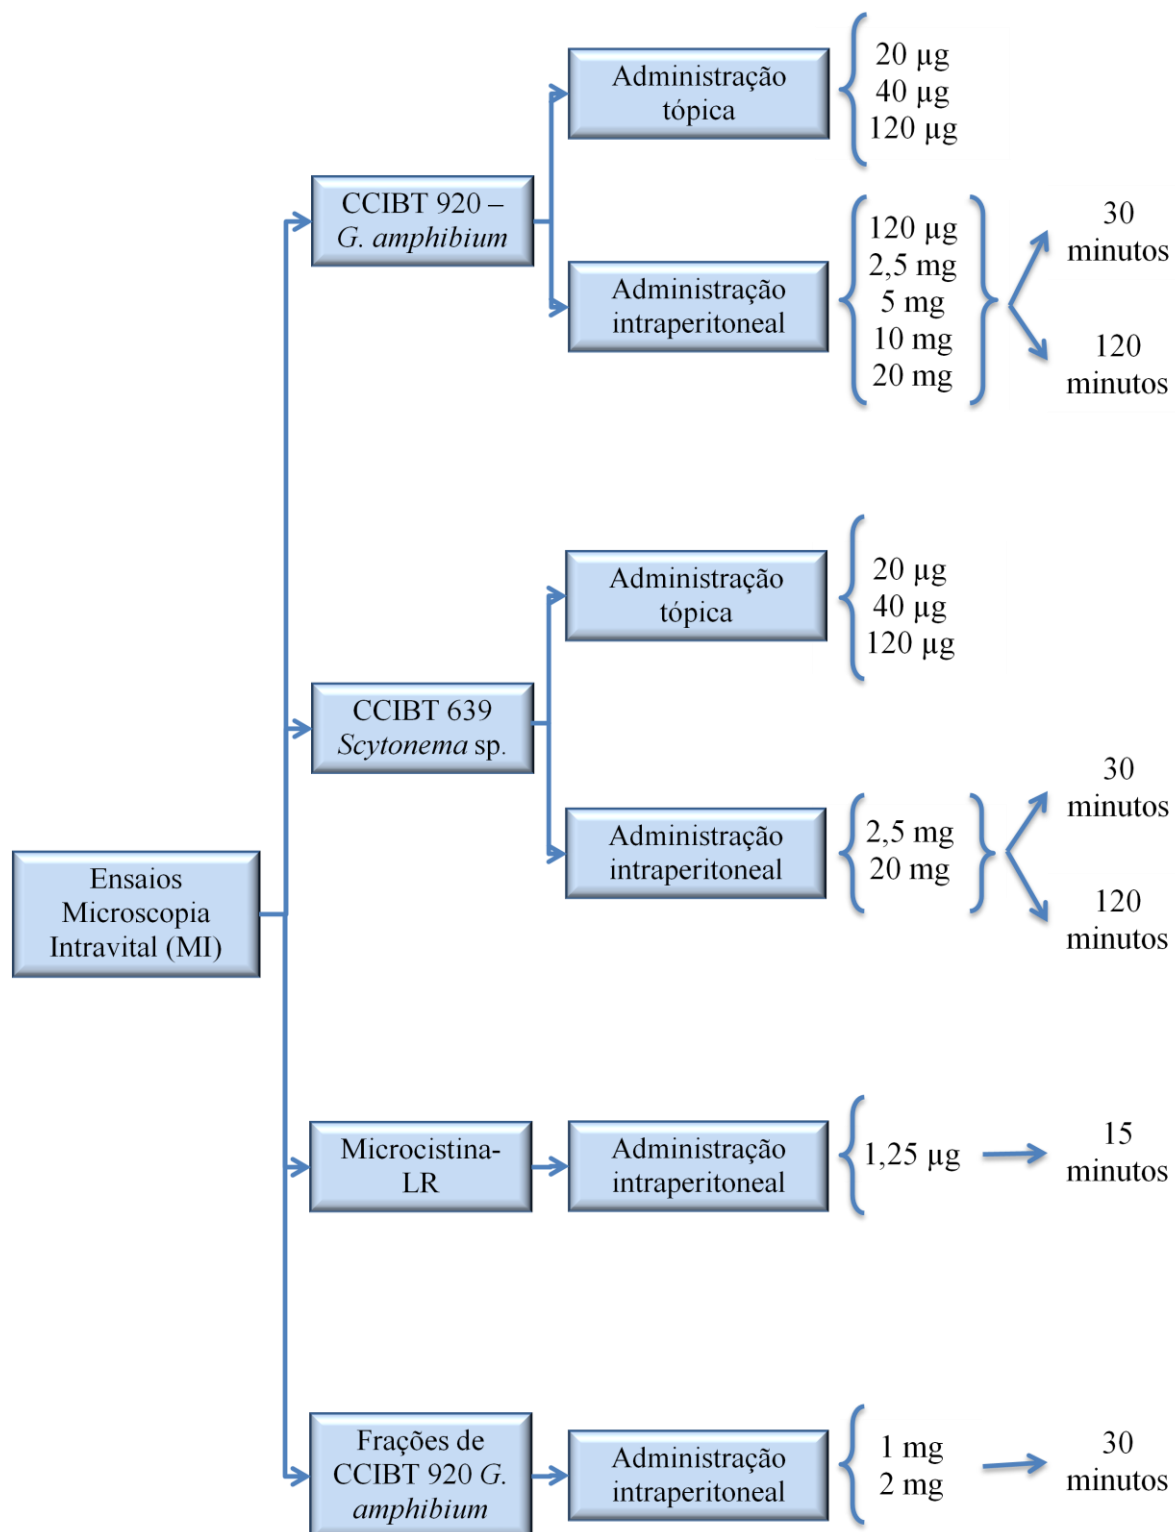 Ensaios
Microscopia
Intravital (MI)
CCIBT 920 –
G. amphibium
Administração
tópica
20 µg
40 µg
120 µg
Administração
intraperitoneal
120 µg
2,5 mg
5 mg
10 mg
20 mg
30
minutos
120
minutos
CCIBT 639
Scytonema sp.
Administração
tópica
20 µg
40 µg
120 µg
Administração
intraperitoneal
2,5 mg
20 mg
30
minutos
120
minutos
Microcistina-
LR
Administração
intraperitoneal
1,25 µg
15
minutos
Frações de
CCIBT 920 G.
amphibium
Administração
intraperitoneal
1 mg
2 mg
30
minutos